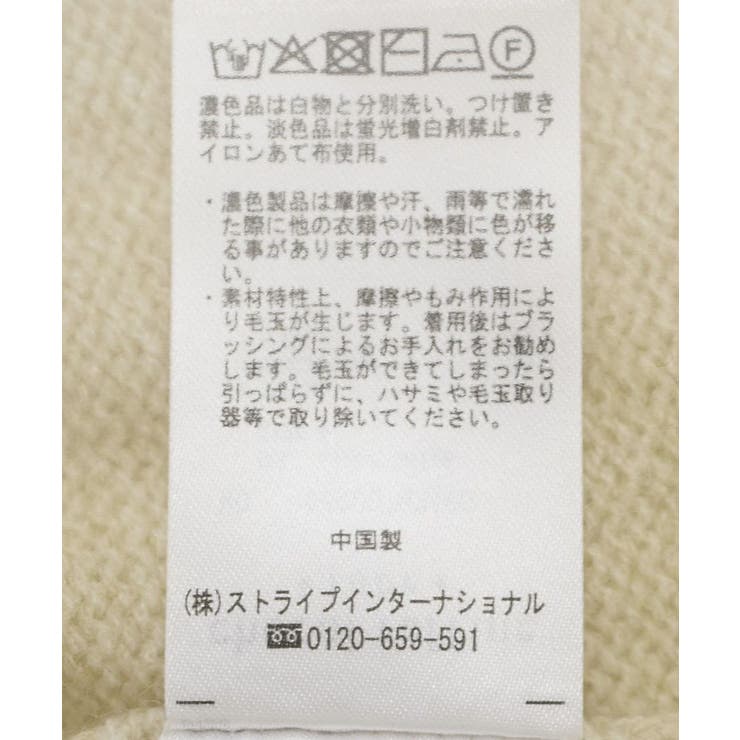 F
濃色品は白物と分別洗い。つけ置き
禁止。淡色品は蛍光増白剤禁止。ア
イロンあて布使用。
・濃色製品は摩擦や汗、雨等で濡れ
た際に他の衣類や小物類に色が移
る事がありますのでご注意くださ
い。
・素材特性上、摩擦やもみ作用によ
り毛玉が生じます。着用後はブラ
ッシングによるお手入れをお勧め
します。毛玉ができてしまったら
引っぱらずに、ハサミや毛玉取り
器等で取り除いてください。
中国製
(株)ストライプインターナショナル
0120-659-591